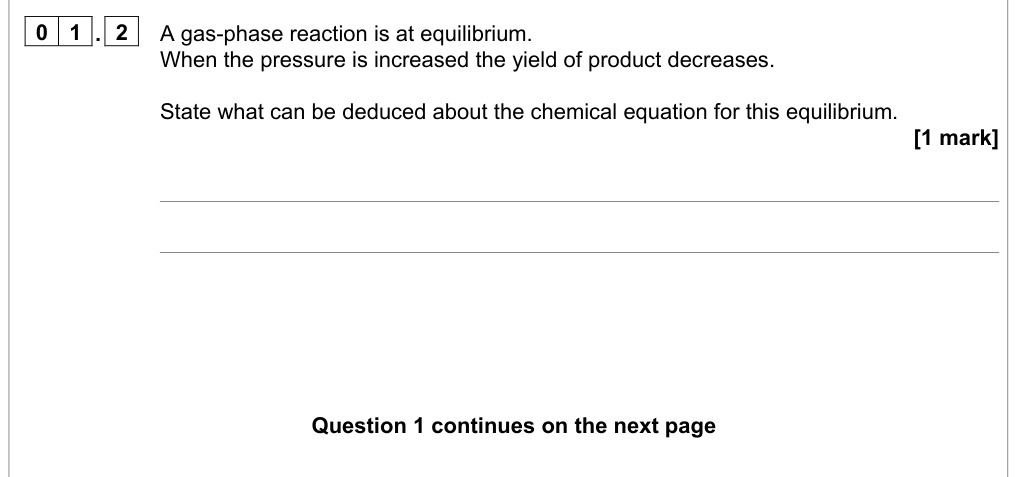 0 1 . 2 A gas-phase reaction is at equilibrium.
When the pressure is increased the yield of product decreases.
State what can be deduced about the chemical equation for this equilibrium.
[1 mark]
Question 1 continues on the next page